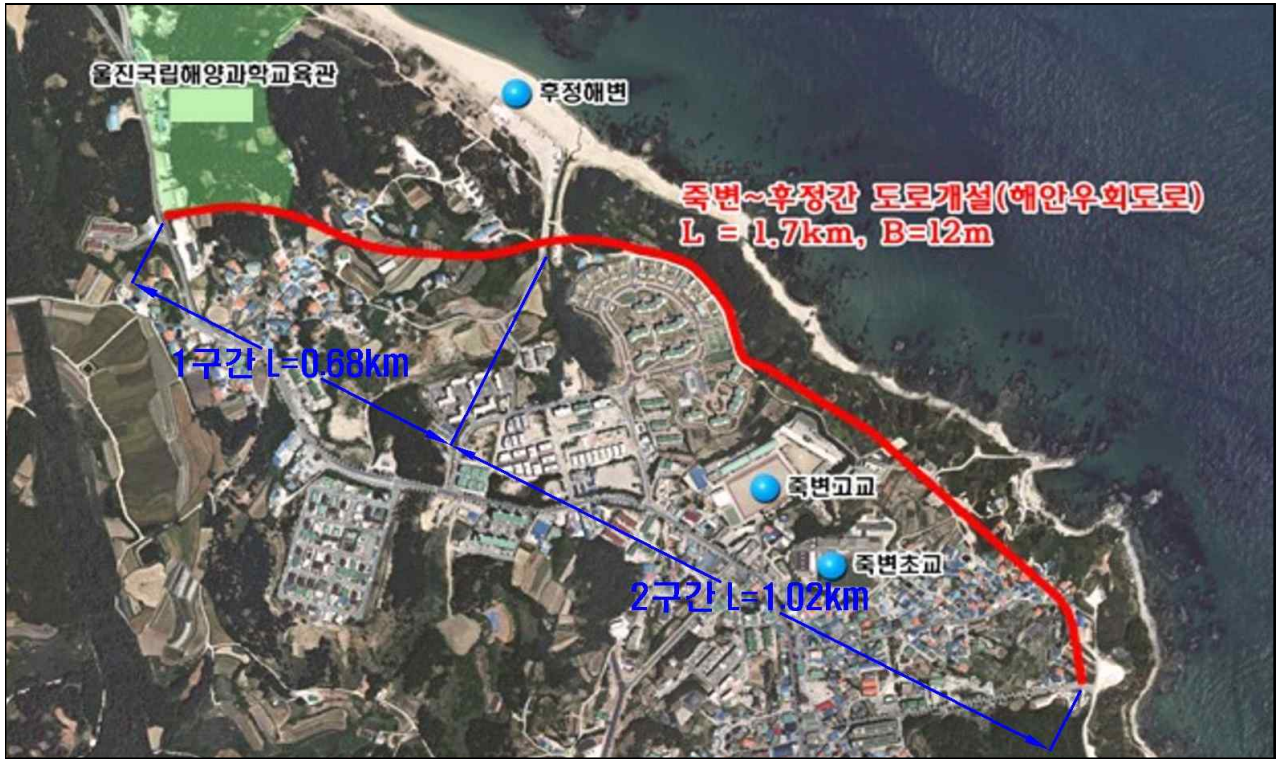 울진국립해양과학교육관
후정해변
죽변~후정간 도로개설(해안우회도로)
L = 1.7km, B=12m
1구간 L=0.68km
죽변고교
죽변초교
2구간 L=1.02km